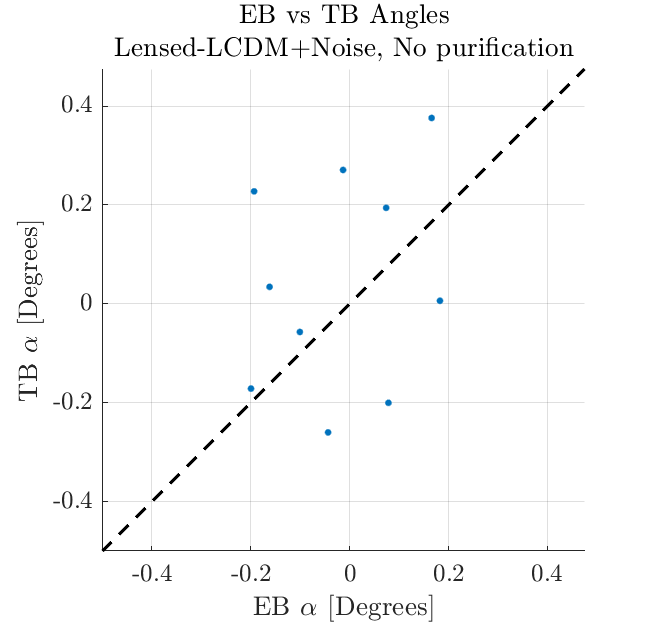 EB vs TB Angles
Lensed-LCDM+Noise, No purification
0.4
0.2
0
-0.2
-0.4
TB α [Degrees]
-0.4 -0.2 0 0.2 0.4
EB α [Degrees]